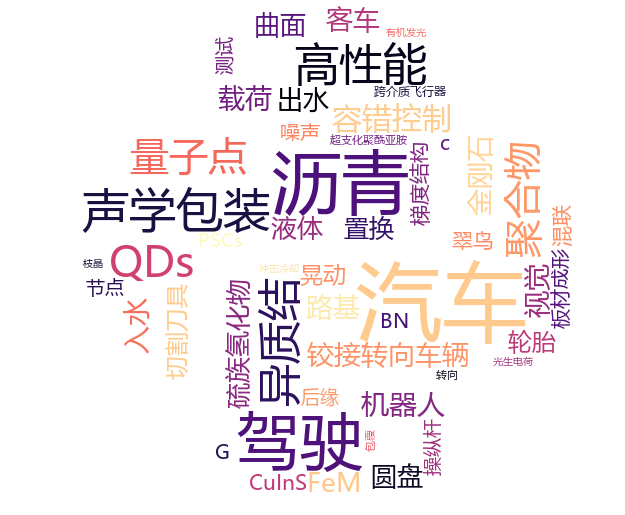 曲面
客车
有机发光
测试
高性能
载荷
出水
跨介质飞行器
容错控制
噪声
超支化聚酰亚胺
c
量子点
沥青
梯度结构
金刚石
聚合物
声学包装
液体
置换
混联
PSCs
翠鸟
QDs
枝晶
节点
冲击冷却
晃动
汽车
视觉
板材成形
入水
切割刀具
硫族氢化物
异质结
路基
BN
铰接转向车辆
轮胎
光生电荷
转向
后缘
机器人
驾驶
包覆
操纵杆
G
CuInS
FeM
圆盘